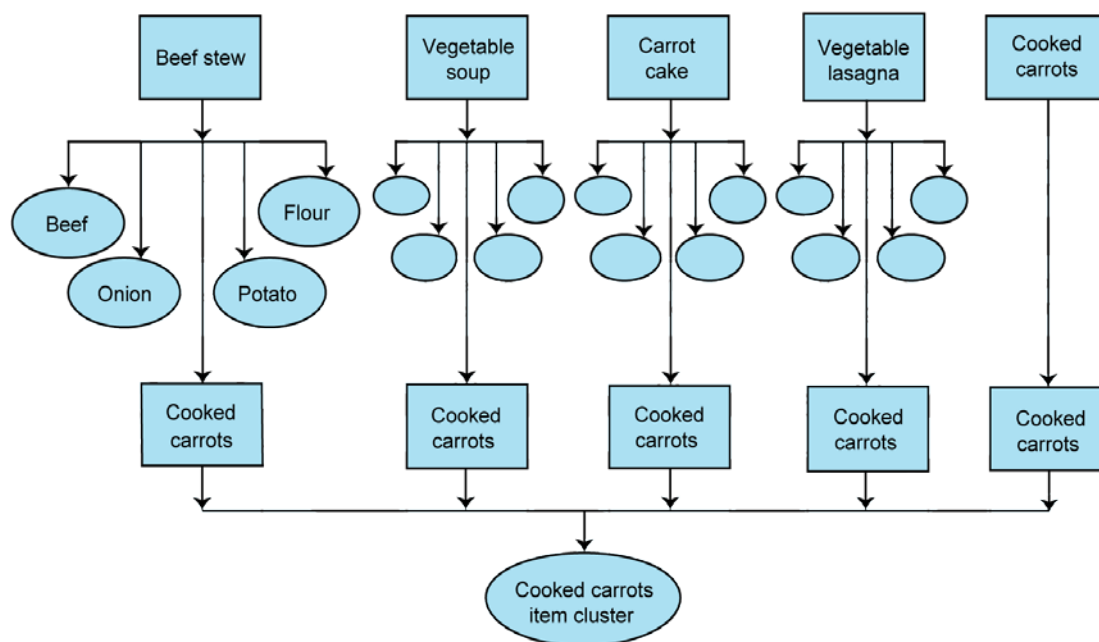 Beef stew
Vegetable
soup
Carrot
cake
Vegetable
lasagna
Cooked
carrots
Beef
Onion
Potato
Flour
Cooked
carrots
Cooked
carrots
Cooked
carrots
Cooked
carrots
Cooked
carrots
Cooked carrots
item cluster